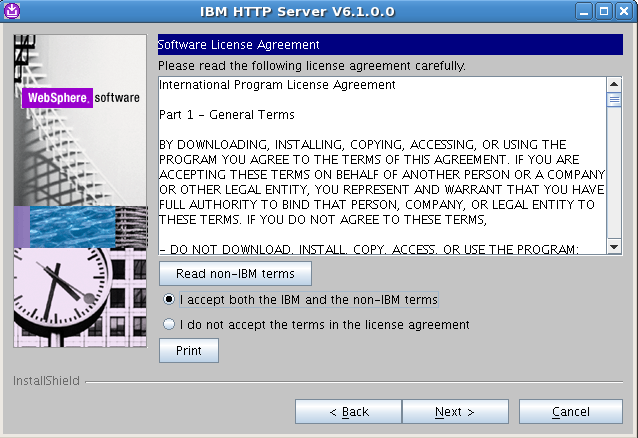 IBM HTTP Server V6.1.0.0
WebSphere. software
Software License Agreement
Please read the following license agreement carefully.
International Program License Agreement
Part 1 - General Terms
BY DOWNLOADING, INSTALLING, COPYING, ACCESSING, OR USING THE
PROGRAM YOU AGREE TO THE TERMS OF THIS AGREEMENT. IF YOU ARE
ACCEPTING THESE TERMS ON BEHALF OF ANOTHER PERSON OR A COMPANY
OR OTHER LEGAL ENTITY, YOU REPRESENT AND WARRANT THAT YOU HAVE
FULL AUTHORITY TO BIND THAT PERSON, COMPANY, OR LEGAL ENTITY TO
THESE TERMS. IF YOU DO NOT AGREE TO THESE TERMS,
- DO NOT DOWNLOAD, INSTALL, COPY, ACCESS, OR USE THE PROGRAM;
Read non-IBM terms
I accept both the IBM and the non-IBM terms
I do not accept the terms in the license agreement
Print
InstallShield
< Back
Next >
Cancel